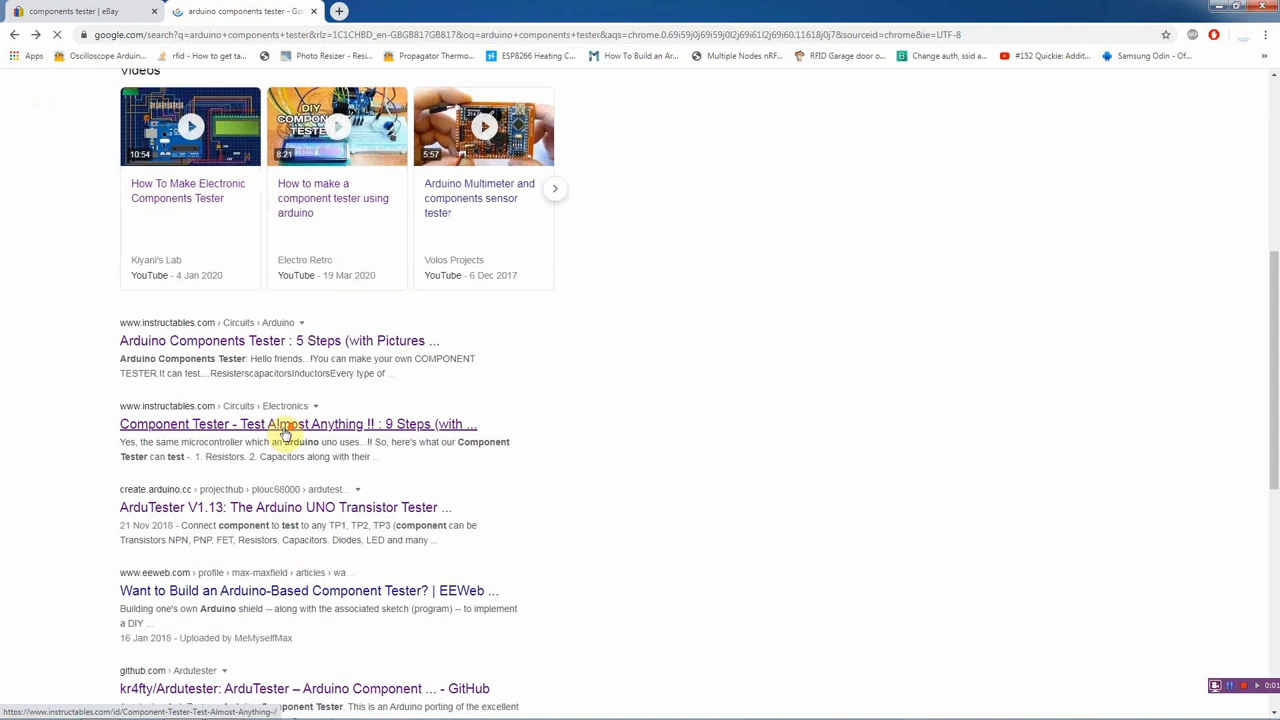 components tester | eBay
arduino components tester - Goo
google.com/search?q=arduino+components+tester&rlz=1C1CHBD_en-GBGB817GB817&oq=arduino+components+tester&aqs=chrome.0.69i59j0j69i59j0l2j69i61l2j69i60.11618j0j7&sourceid=chrome&ie=UTF-8
Apps Oscilloscope Arduin... rfid - How to get ta... Photo Resizer - Resi... Propagator Thermo... ESP8266 Heating C... How To Build an Ar... Multiple Nodes nRF... RFID Garage door o... Change auth, ssid a... #152 Quickie: Addit... Samsung Odin - Of... »
Videos
DIY
COMPONENT
TESTER
10:54 8:21 5:57
How To Make Electronic
Components Tester
Kiyani's Lab
YouTube - 4 Jan 2020
How to make a
component tester using
arduino
Electro Retro
YouTube - 19 Mar 2020
Arduino Multimeter and
components sensor
tester
Volos Projects
YouTube - 6 Dec 2017
www.instructables.com › Circuits › Arduino
Arduino Components Tester : 5 Steps (with Pictures ...
Arduino Components Tester: Hello friends...!You can make your own COMPONENT
TESTER.It can test....ResisterscapacitorsInductorsEvery type of ...
www.instructables.com › Circuits › Electronics
Component Tester - Test Almost Anything !! : 9 Steps (with ...
Yes, the same microcontroller which an arduino uno uses...!! So, here's what our Component
Tester can test -. 1. Resistors. 2. Capacitors along with their ...
create.arduino.cc › projecthub › plouc68000 › ardutest...
ArduTester V1.13: The Arduino UNO Transistor Tester ...
21 Nov 2018 - Connect component to test to any TP1, TP2, TP3 (component can be
Transistors NPN, PNP, FET, Resistors, Capacitors. Diodes, LED and many ...
www.eeweb.com › profile › max-maxfield › articles › wa...
Want to Build an Arduino-Based Component Tester? | EEWeb ...
Building one's own Arduino shield -- along with the associated sketch (program) -- to implement
a DIY ...
16 Jan 2018 - Uploaded by MeMyselfMax
github.com › Ardutester
kr4fty/Ardutester: ArduTester – Arduino Component ... - GitHub
Component Tester. This is an Arduino porting of the excellent
https://www.instructables.com/id/Component-Tester-Test-Almost-Anything-/
0:01